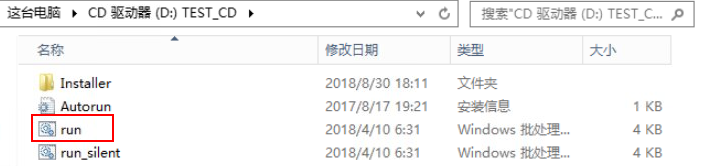 这台电脑 ▸ CD 驱动器 (D:) TEST_CD ▸ 搜索"CD 驱动器 (D:) TEST_C...
名称 修改日期 类型 大小
Installer 2018/8/30 18:11 文件夹
Autorun 2017/8/17 19:21 安装信息 1 KB
run 2018/4/10 6:31 Windows 批处理... 4 KB
run_silent 2018/4/10 6:31 Windows 批处理... 4 KB